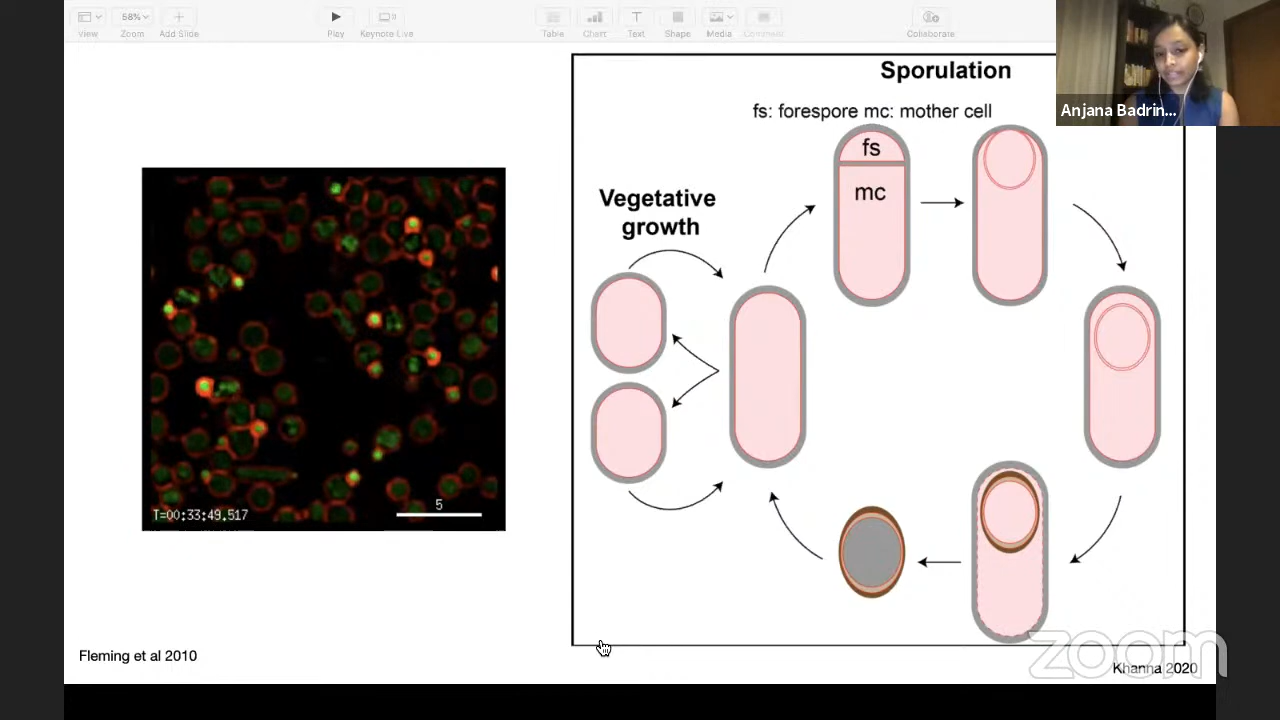 58%
View
Zoom
Add Slide
Play
Keynote Live
Table
Chart
Text
Shape
Media
Comment
Collaborate
Anjana Badrin...
Sporulation
fs: forespore mc: mother cell
fs
mc
Vegetative
growth
5
T=00:33:49.517
Fleming et al 2010
zoom
Khanna 2020